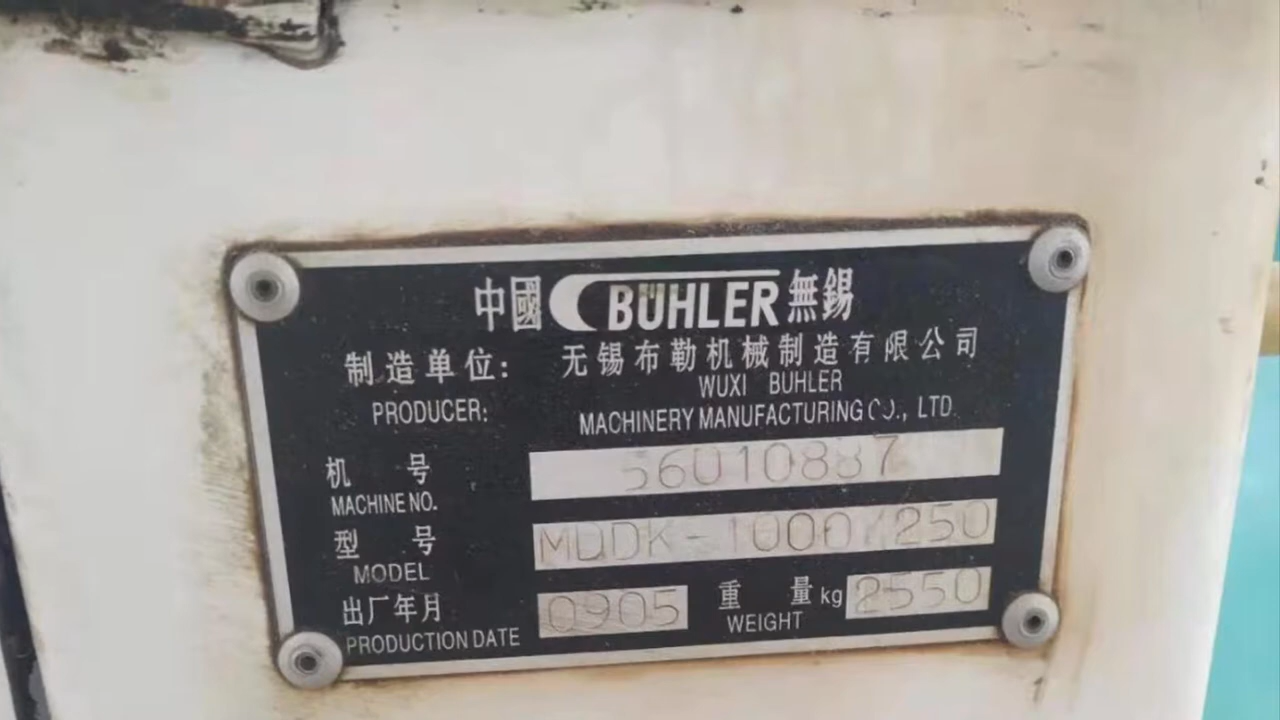 中國 BUHLER 無錫
制造单位: 无锡布勒机械制造有限公司
PRODUCER: WUXI BUHLER
MACHINERY MANUFACTURING CO., LTD.
机 号 56010887
MACHINE NO.
型 号 MDDK-1000/250
MODEL
出厂年月 0905 重 量 kg 2550
PRODUCTION DATE WEIGHT